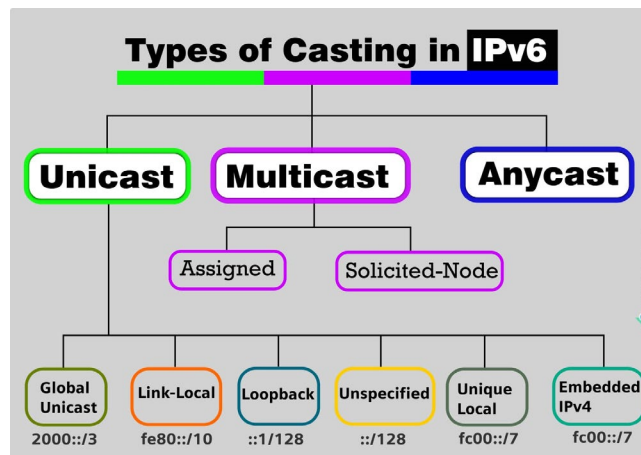 Types of Casting in IPv6
Unicast
Multicast
Anycast
Assigned
Solicited-Node
Global
Unicast
Link-Local
Loopback
Unspecified
Unique
Local
Embedded
IPv4
2000::/3
fe80::/10
::1/128
::/128
fc00::/7
fc00::/7